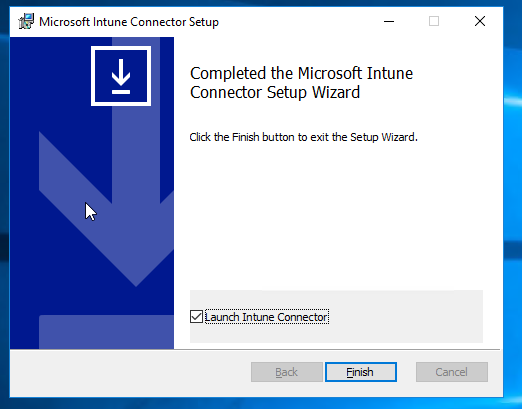 Microsoft Intune Connector Setup
Completed the Microsoft Intune
Connector Setup Wizard
Click the Finish button to exit the Setup Wizard.
Launch Intune Connector
Back
Finish
Cancel